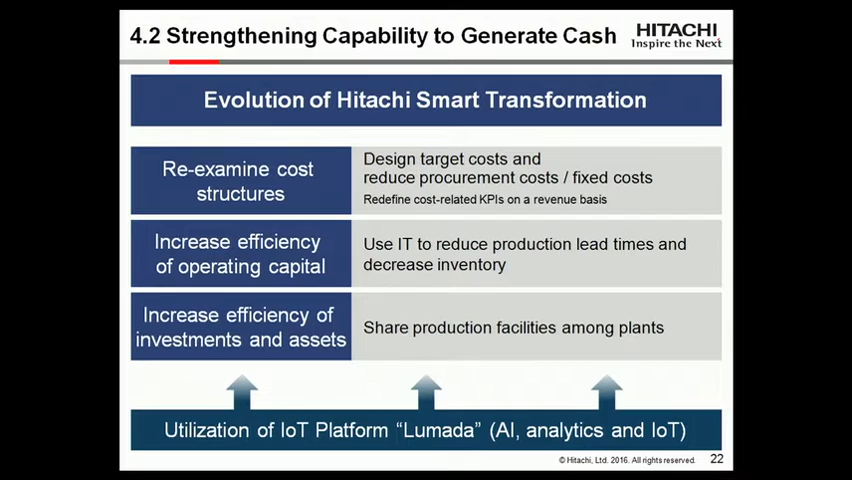 4.2 Strengthening Capability to Generate Cash
HITACHI
Inspire the Next
Evolution of Hitachi Smart Transformation
Re-examine cost
structures
Design target costs and
reduce procurement costs / fixed costs
Redefine cost-related KPIs on a revenue basis
Increase efficiency
of operating capital
Use IT to reduce production lead times and
decrease inventory
Increase efficiency of
investments and assets
Share production facilities among plants
Utilization of IoT Platform “Lumada” (AI, analytics and IoT)
© Hitachi, Ltd. 2016. All rights reserved.
22